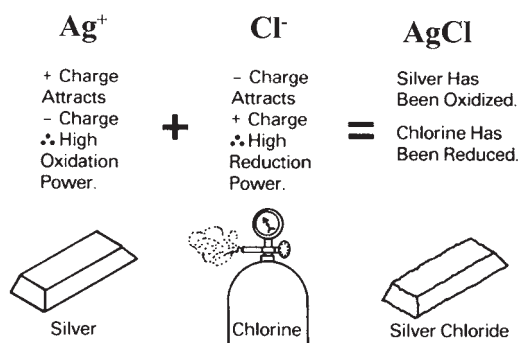 Ag⁺
Cl⁻
AgCl
+ Charge
Attracts
− Charge
∴ High
Oxidation
Power.
+
− Charge
Attracts
+ Charge
∴ High
Reduction
Power.
=
Silver Has
Been Oxidized.
Chlorine Has
Been Reduced.
Silver
Chlorine
Silver Chloride